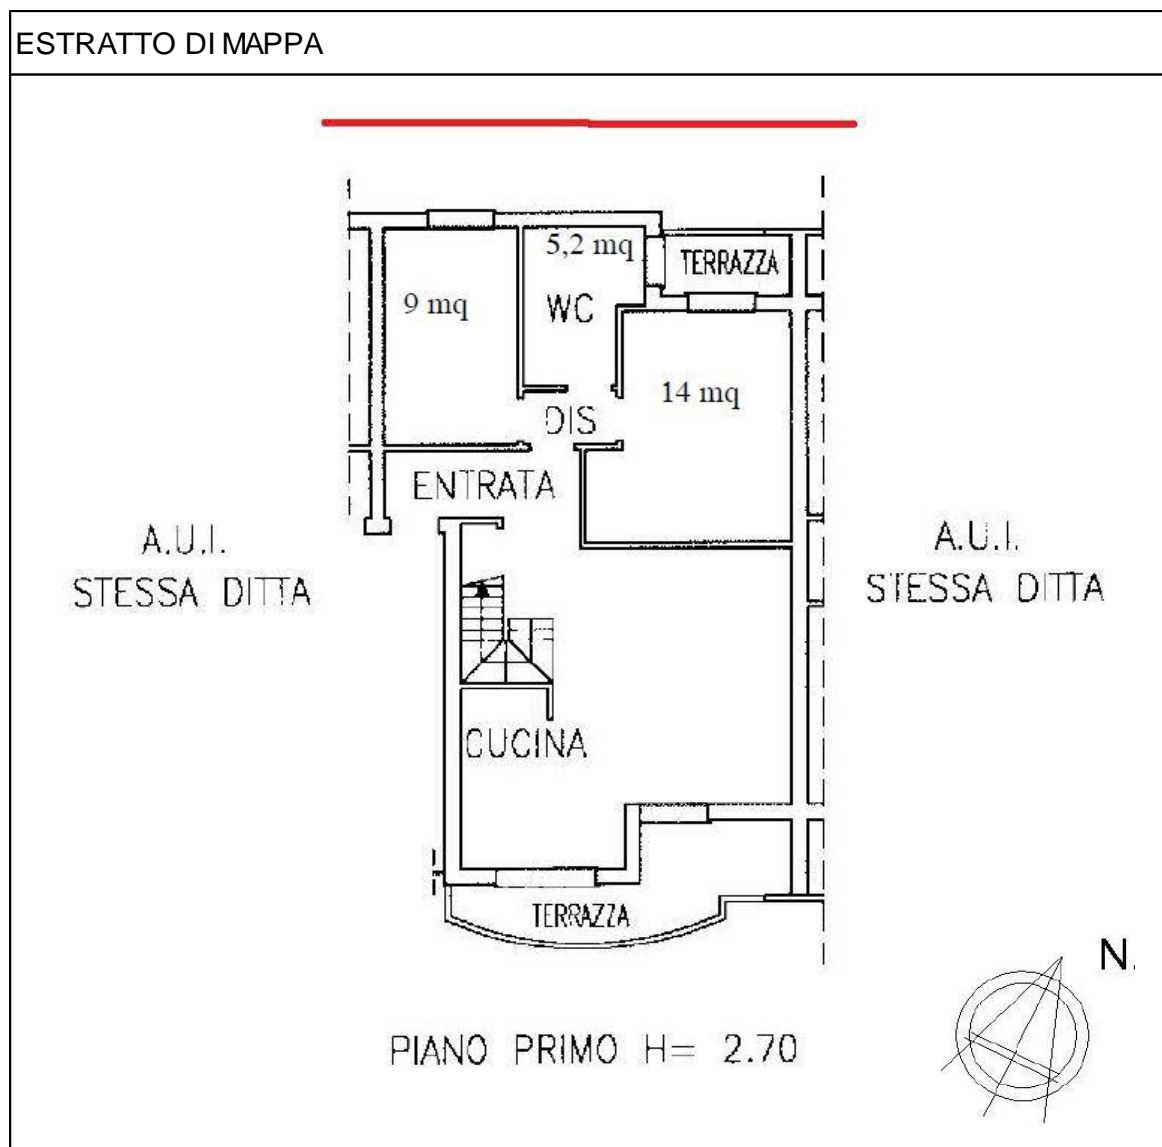 ESTRATTO DI MAPPA
5,2 mq
TERRAZZA
9 mq
WC
14 mq
DIS
ENTRATA
A.U.I.
STESSA DITTA
A.U.I.
STESSA DITTA
CUCINA
TERRAZZA
N.
PIANO PRIMO H= 2.70